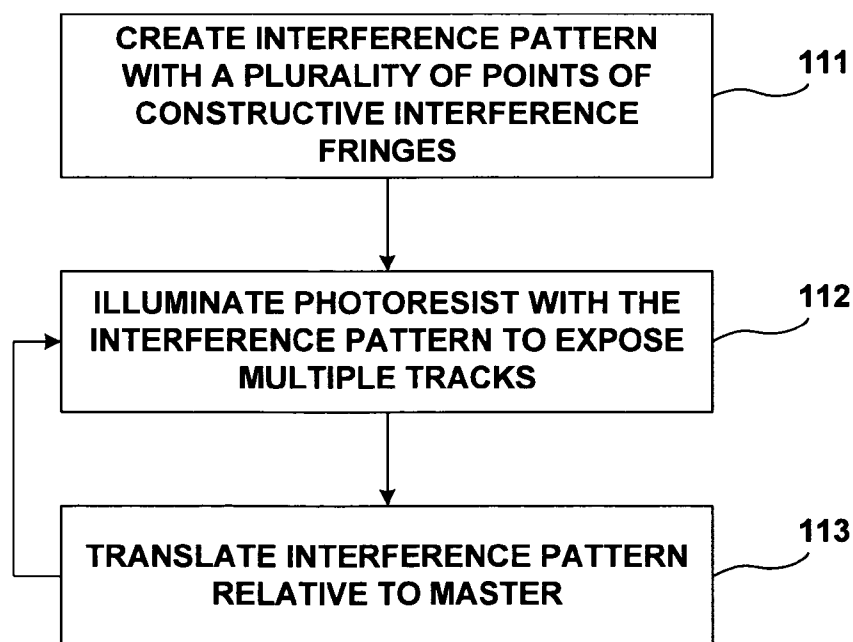 CREATE INTERFERENCE PATTERN
WITH A PLURALITY OF POINTS OF
CONSTRUCTIVE INTERFERENCE
FRINGES
111
ILLUMINATE PHOTORESIST WITH THE
INTERFERENCE PATTERN TO EXPOSE
MULTIPLE TRACKS
112
TRANSLATE INTERFERENCE PATTERN
RELATIVE TO MASTER
113